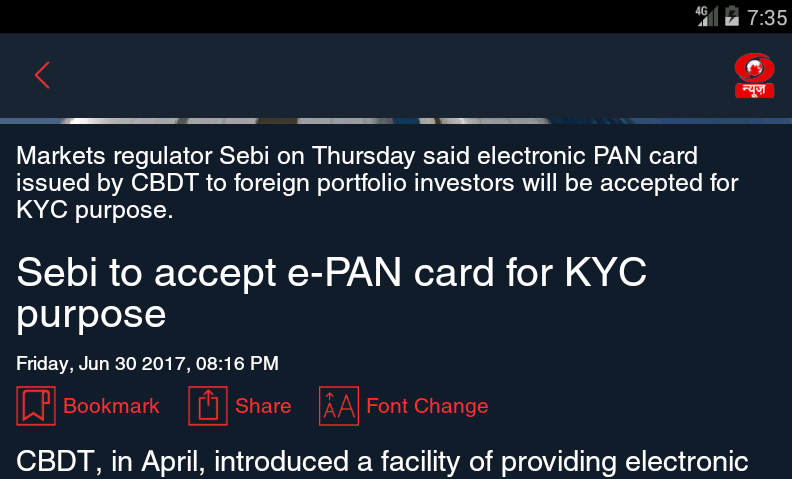 4G 7:35
न्यूज़
Markets regulator Sebi on Thursday said electronic PAN card
issued by CBDT to foreign portfolio investors will be accepted for
KYC purpose.
Sebi to accept e-PAN card for KYC
purpose
Friday, Jun 30 2017, 08:16 PM
Bookmark Share AA Font Change
CBDT, in April, introduced a facility of providing electronic